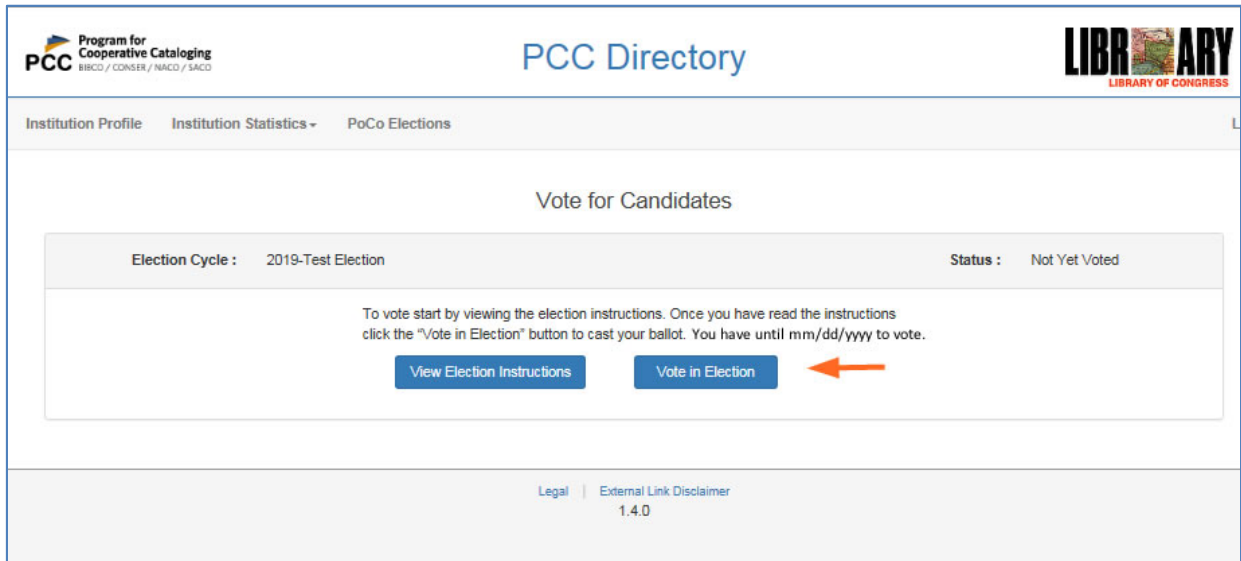 Program for
PCC Cooperative Cataloging
BIBCO / CONSER / NACO / SACO
PCC Directory
LIBRARY
LIBRARY OF CONGRESS
Institution Profile Institution Statistics PoCo Elections L
Vote for Candidates
Election Cycle : 2019-Test Election Status : Not Yet Voted
To vote start by viewing the election instructions. Once you have read the instructions
click the "Vote in Election" button to cast your ballot. You have until mm/dd/yyyy to vote.
View Election Instructions Vote in Election
Legal | External Link Disclaimer
1.4.0